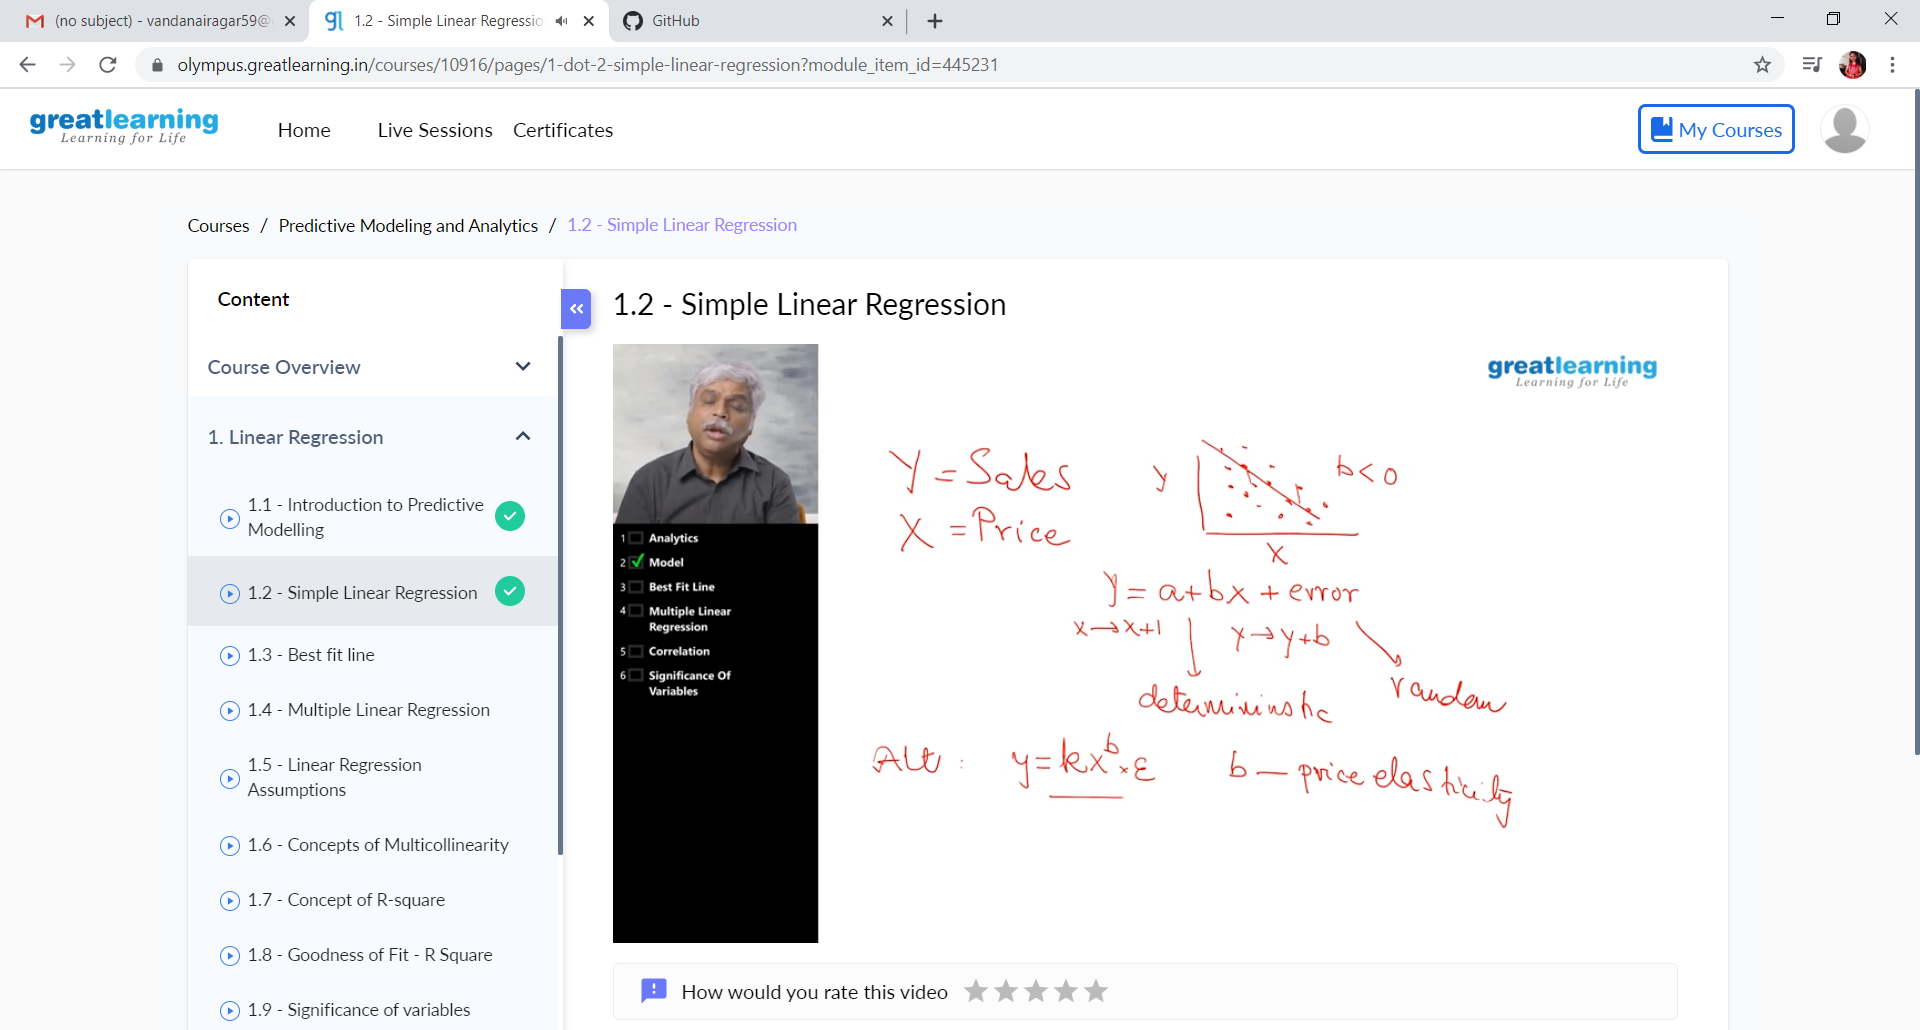 (no subject) - vandanairagar59@
1.2 - Simple Linear Regressio
GitHub
olympus.greatlearning.in/courses/10916/pages/1-dot-2-simple-linear-regression?module_item_id=445231
greatlearning
Learning for Life
Home Live Sessions Certificates
My Courses
Courses / Predictive Modeling and Analytics / 1.2 - Simple Linear Regression
Content
Course Overview
1. Linear Regression
1.1 - Introduction to Predictive
Modelling
1.2 - Simple Linear Regression
1.3 - Best fit line
1.4 - Multiple Linear Regression
1.5 - Linear Regression
Assumptions
1.6 - Concepts of Multicollinearity
1.7 - Concept of R-square
1.8 - Goodness of Fit - R Square
1.9 - Significance of variables
«
1.2 - Simple Linear Regression
1 Analytics
2 Model
3 Best Fit Line
4 Multiple Linear
Regression
5 Correlation
6 Significance Of
Variables
greatlearning
Learning for Life
Y = Sales
X = Price
y
b < 0
X
y = a + bx + error
x → x+1 y → y+b
deterministic
random
Alt : y = kx^b × ε b — price elasticity
How would you rate this video